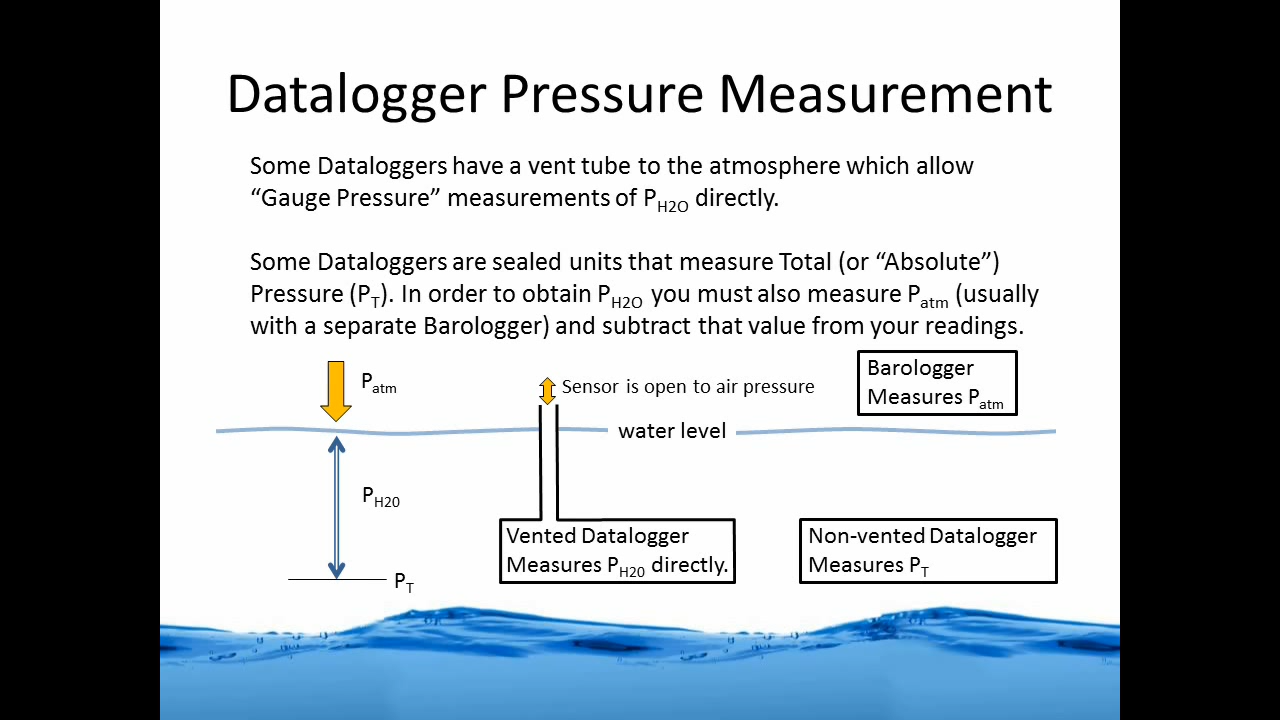 Datalogger Pressure Measurement
Some Dataloggers have a vent tube to the atmosphere which allow
“Gauge Pressure” measurements of PH2O directly.
Some Dataloggers are sealed units that measure Total (or “Absolute”)
Pressure (PT). In order to obtain PH2O you must also measure Patm (usually
with a separate Barologger) and subtract that value from your readings.
Patm
Sensor is open to air pressure
Barologger
Measures Patm
water level
PH20
Vented Datalogger
Measures PH20 directly.
Non-vented Datalogger
Measures PT
PT